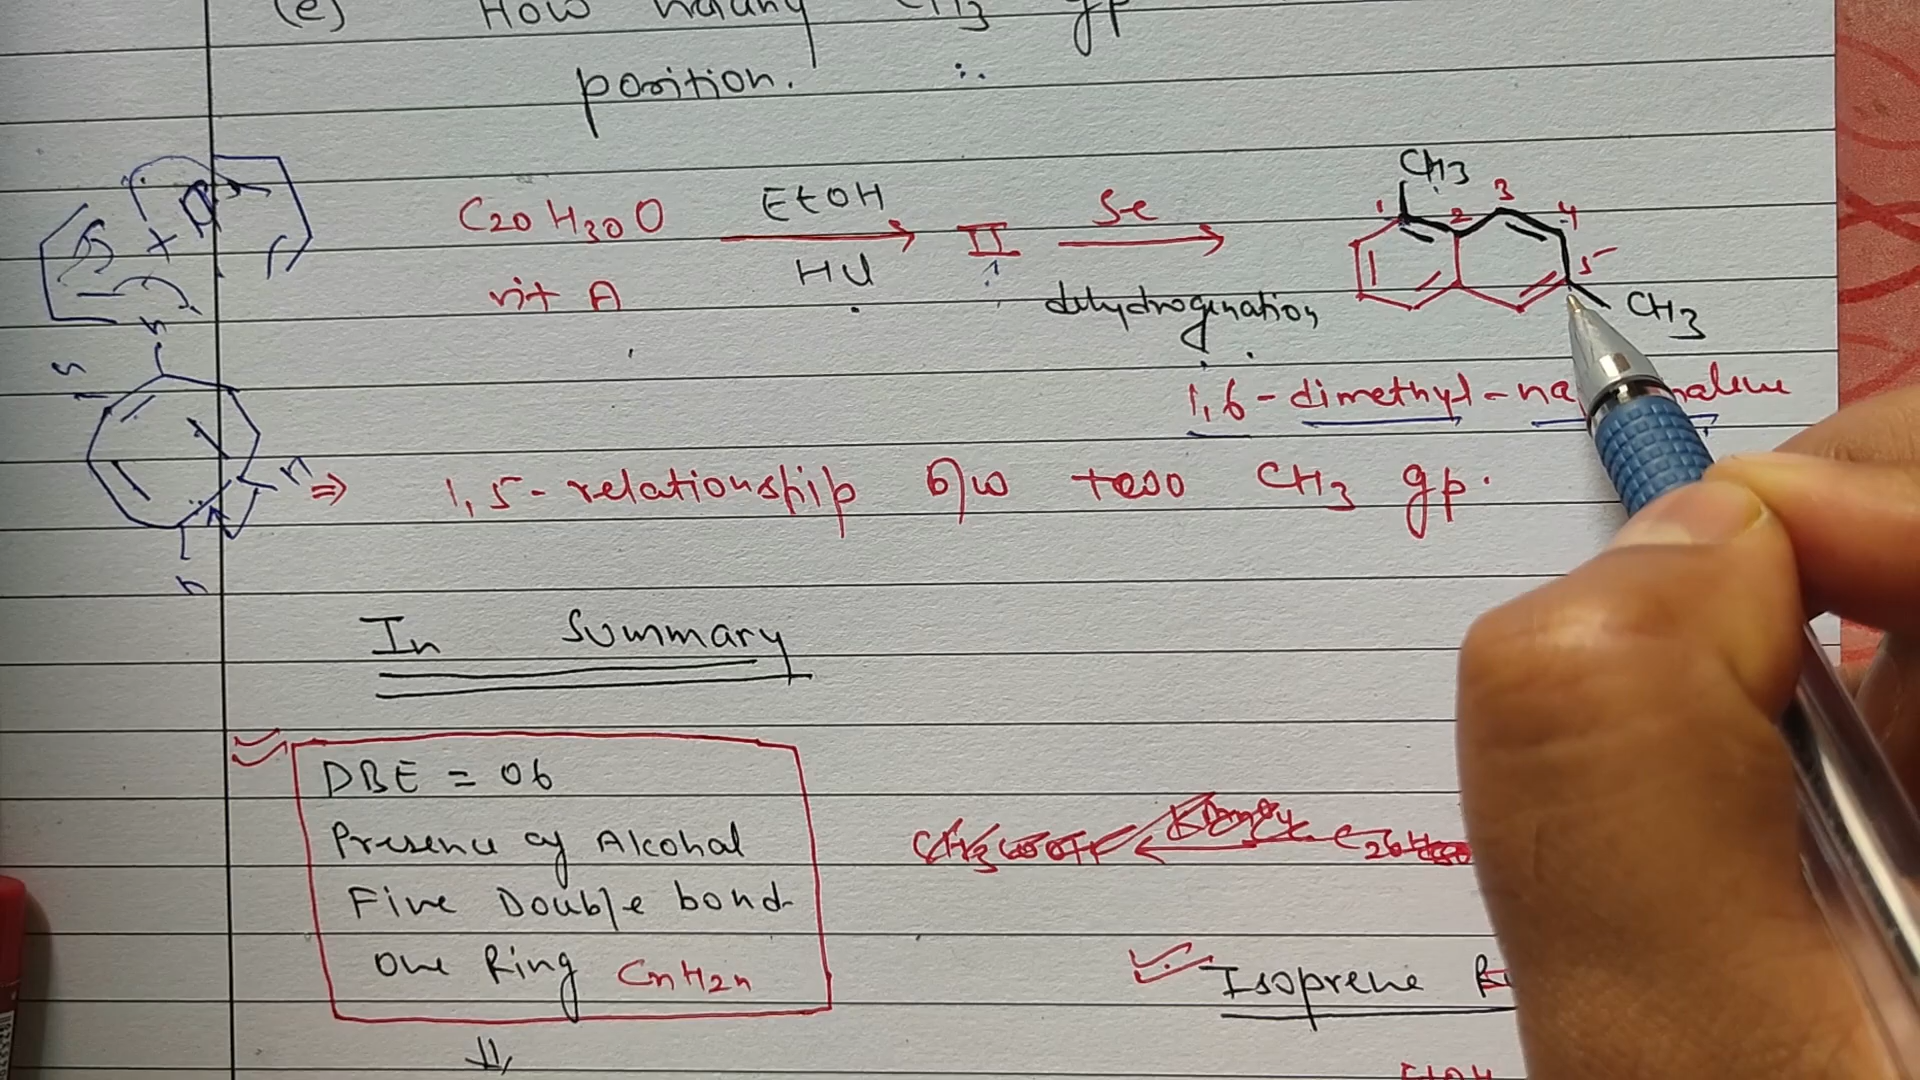 (e) How many CH3 gp
position. ∴
C20H30O EtOH II Se CH3
vit A HCl dehydrogination CH3
1 2 3 4 5
1,6-dimethyl-
⇒ 1,5-relationship b/w two CH3 gp.
In Summary
DBE = 06
Presence of Alcohal
Five Double bond
One Ring CnH2n
Isoprene